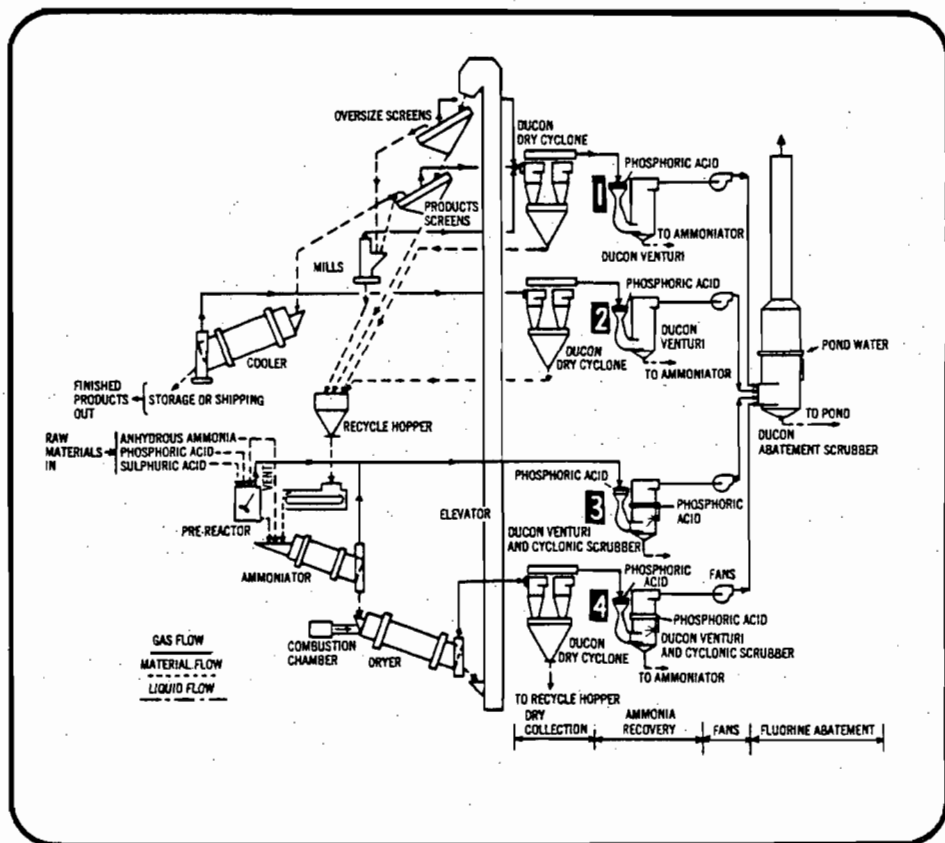 OVERSIZE SCREENS
DUCON
DRY CYCLONE
PHOSPHORIC ACID
1
PRODUCTS
SCREENS
TO AMMONIATOR
DUCON VENTURI
MILLS
PHOSPHORIC ACID
2
DUCON
VENTURI
COOLER
DUCON
DRY CYCLONE
TO AMMONIATOR
POND WATER
FINISHED
PRODUCTS
OUT
STORAGE OR SHIPPING
RECYCLE HOPPER
TO POND
DUCON
ABATEMENT SCRUBBER
RAW
MATERIALS
IN
ANHYDROUS AMMONIA
PHOSPHORIC ACID
SULPHURIC ACID
VENT
PHOSPHORIC ACID
3
PHOSPHORIC
ACID
PRE-REACTOR
ELEVATOR
DUCON VENTURI
AND CYCLONIC SCRUBBER
AMMONIATOR
PHOSPHORIC
ACID
FANS
4
PHOSPHORIC ACID
COMBUSTION
CHAMBER
DRYER
DUCON
DRY CYCLONE
DUCON VENTURI
AND CYCLONIC SCRUBBER
TO AMMONIATOR
GAS FLOW
MATERIAL FLOW
LIQUID FLOW
TO RECYCLE HOPPER
DRY
COLLECTION
AMMONIA
RECOVERY
FANS
FLUORINE ABATEMENT